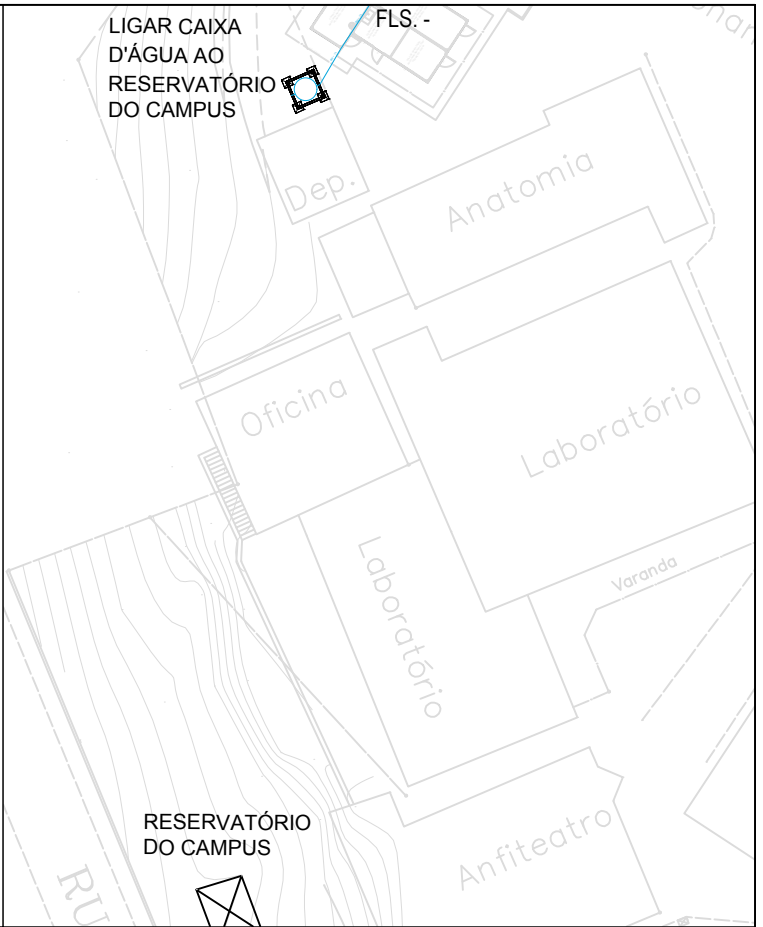 LIGAR CAIXA
D'ÁGUA AO
RESERVATÓRIO
DO CAMPUS
FLS. -
Dep.
Anatomia
Oficina
Laboratório
Laboratório
Varanda
RESERVATÓRIO
DO CAMPUS
Anfiteatro
RU